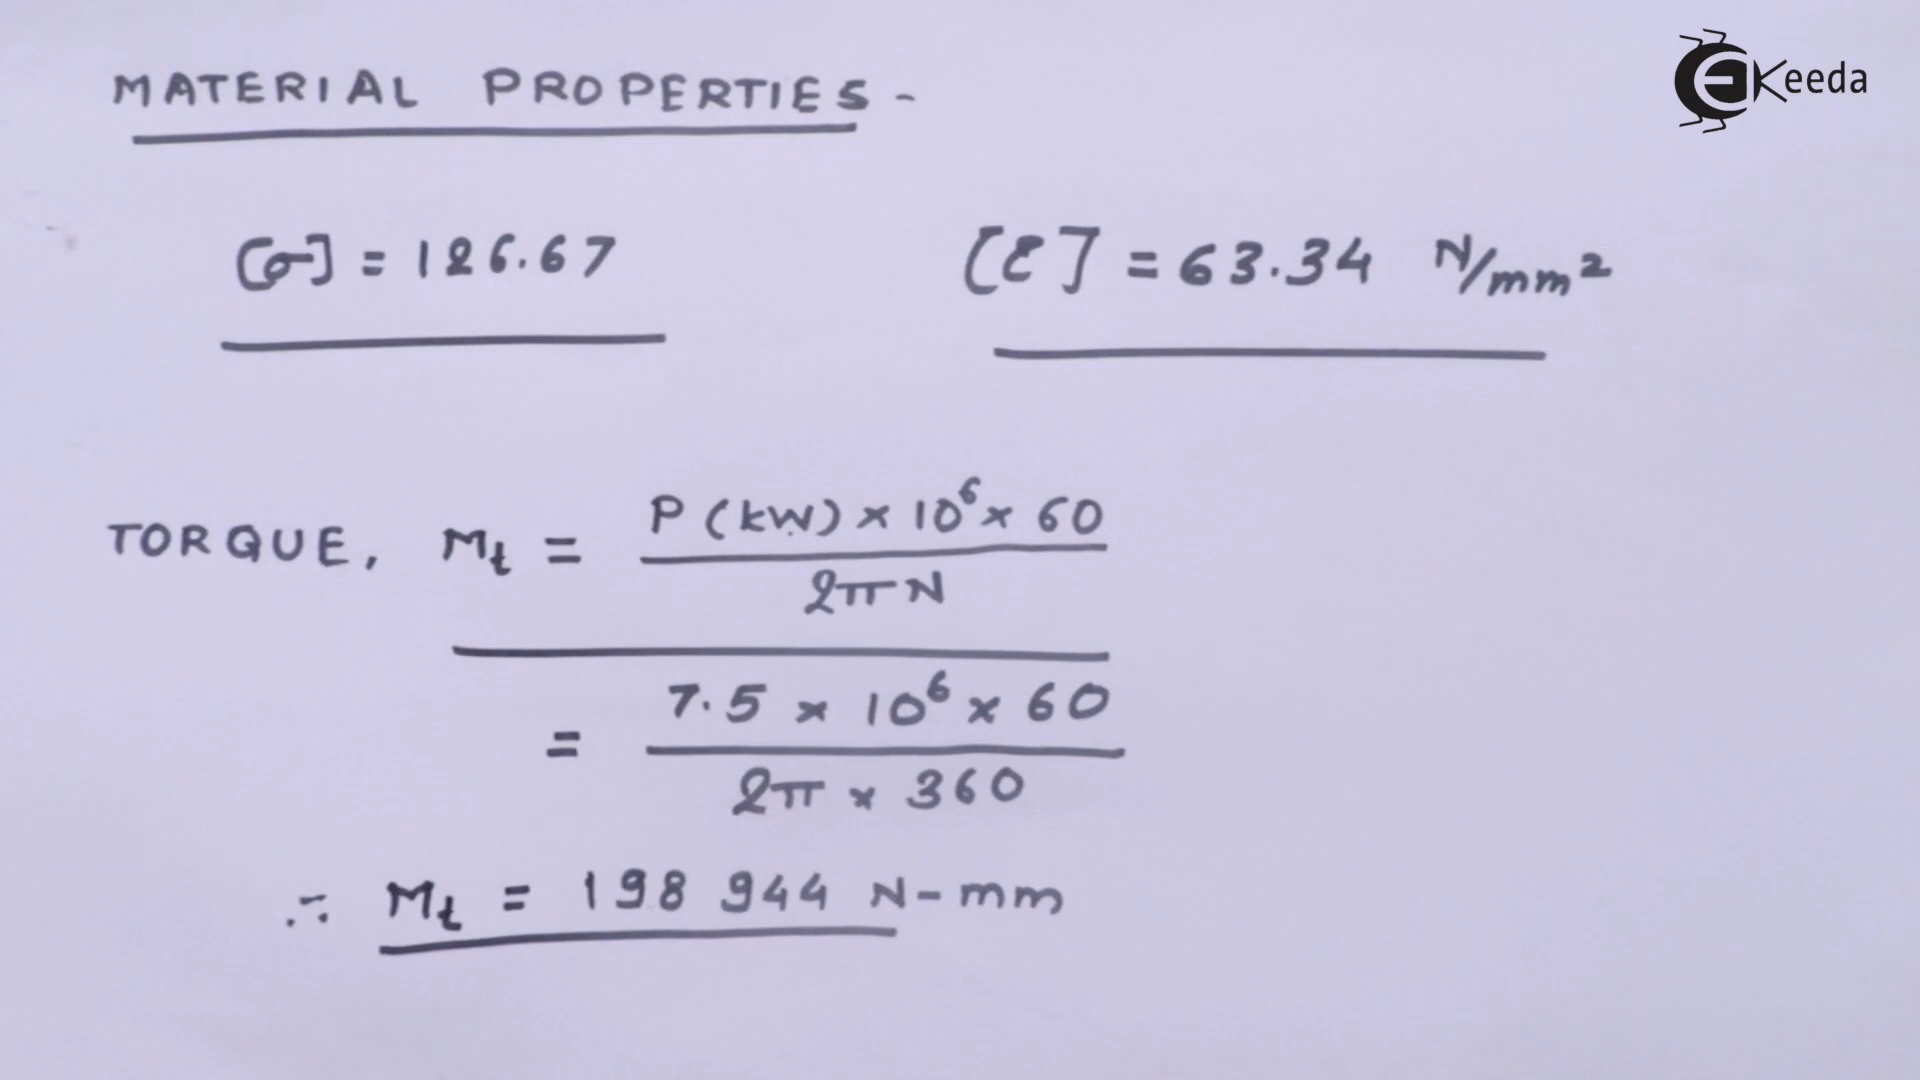 MATERIAL PROPERTIES -
Keeda
[σ] = 126.67
[τ] = 63.34 N/mm²
TORQUE, Mt = P (kW) × 10⁶ × 60
2πN
= 7.5 × 10⁶ × 60
2π × 360
∴ Mt = 198 944 N-mm